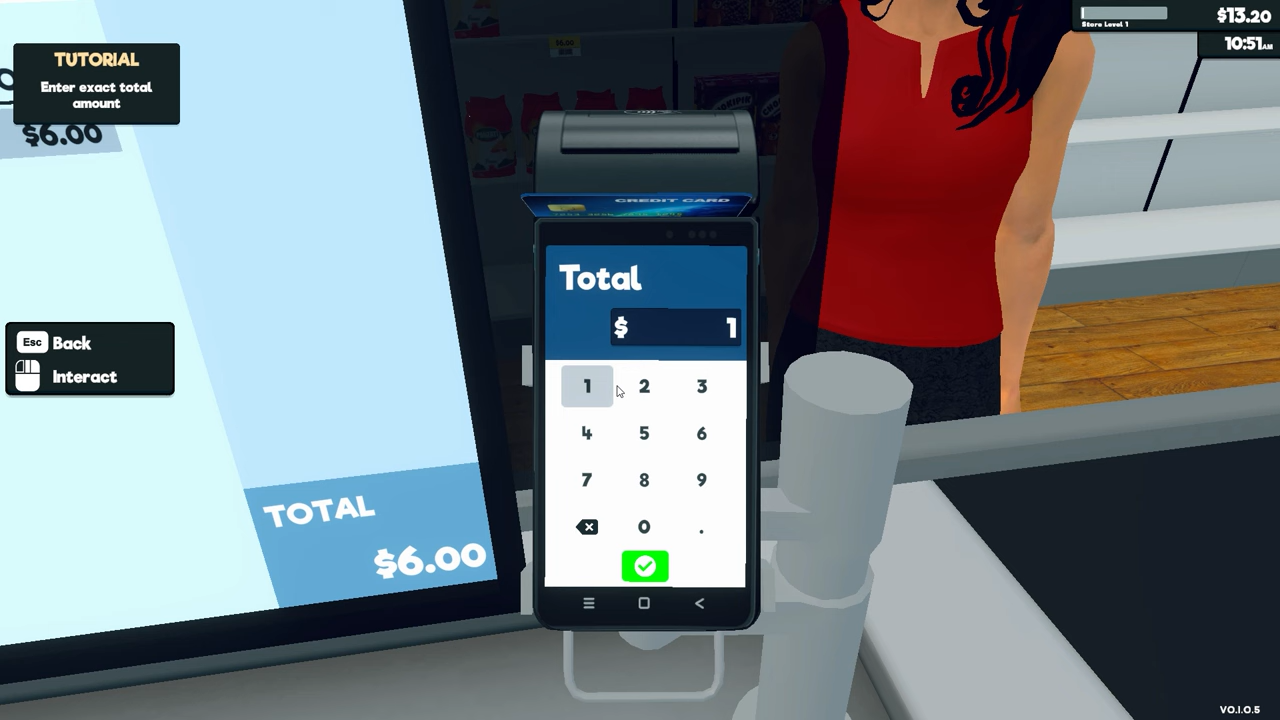 TUTORIAL
Enter exact total
amount
$6.00
Esc Back
Interact
TOTAL
$6.00
CREDIT CARD
Total
$ 1
1 2 3
4 5 6
7 8 9
0 .
$13.20
Store Level 1
10:51AM
$6.00
V0.1.0.5